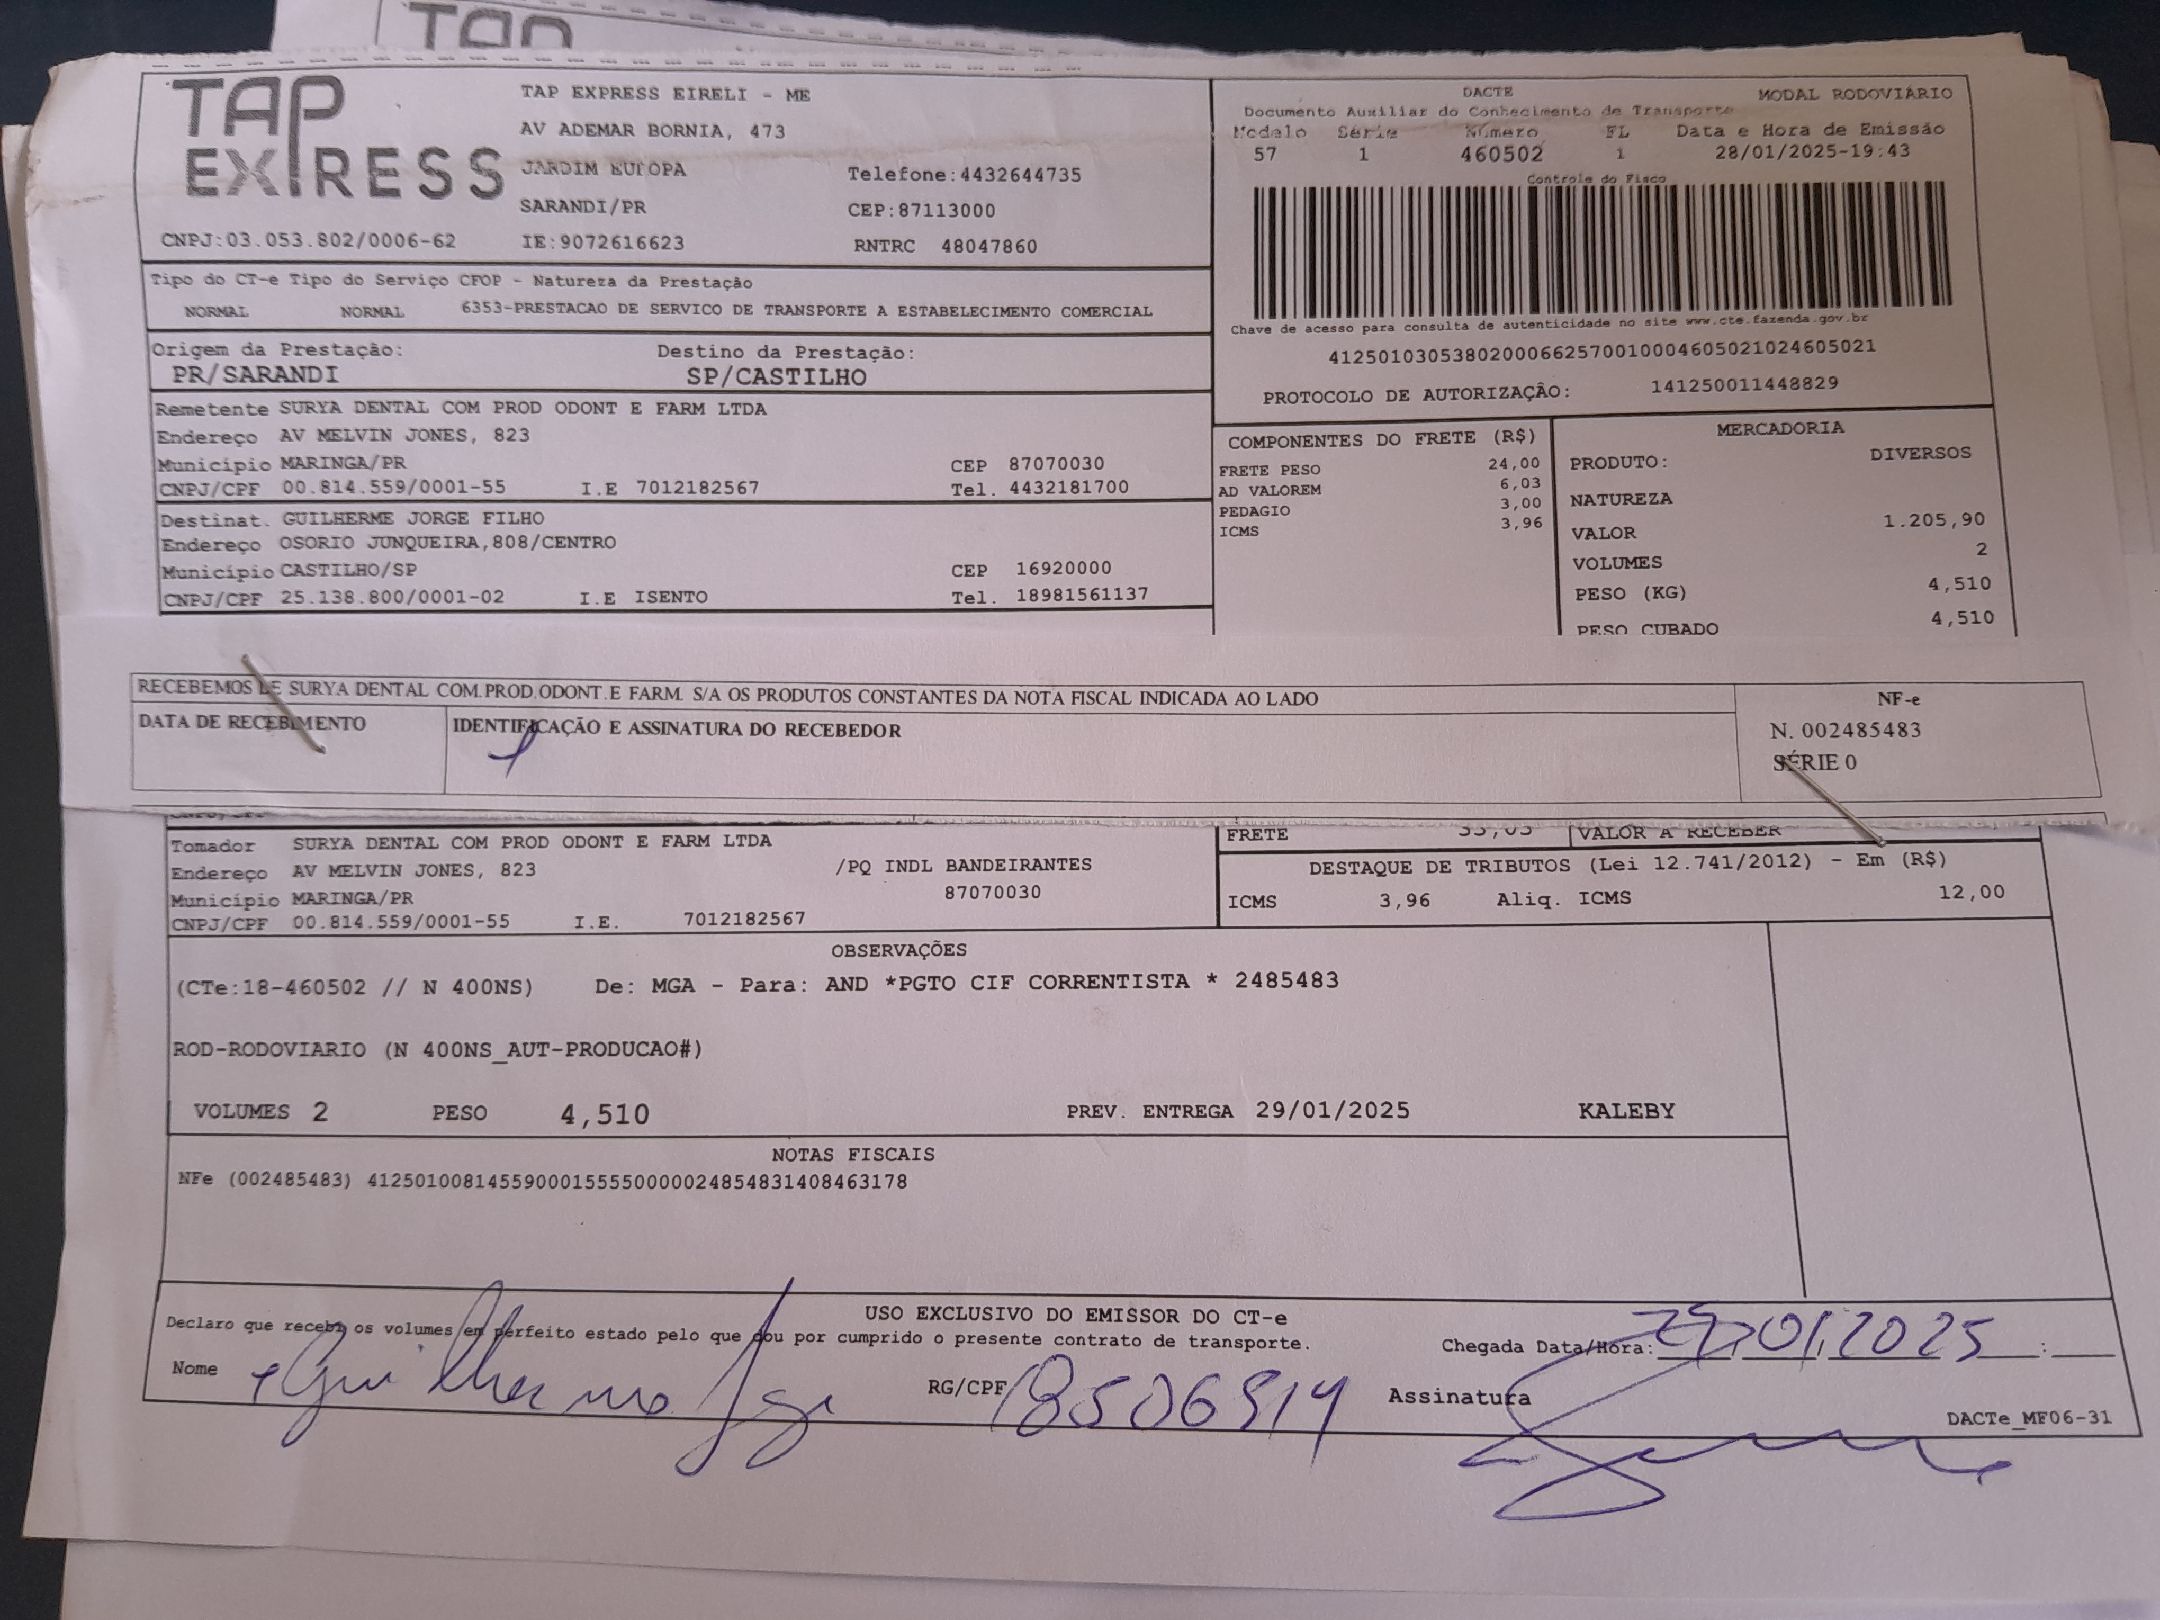 TAP
TAP EXPRESS
TAP EXPRESS EIRELI - ME
AV ADEMAR BORNIA, 473
JARDIM EUROPA
Telefone:4432644735
SARANDI/PR
CEP:87113000
CNPJ:03.053.802/0006-62
IE:9072616623
RNTRC 48047860
DACTE
MODAL RODOVIÁRIO
Documento Auxiliar do Conhecimento de Transporte
Modelo Série Número FL Data e Hora de Emissão
57 1 460502 1 28/01/2025-19:43
Controle do Fisco
Chave de acesso para consulta de autenticidade no site www.cte.fazenda.gov.br
41250103053802000662570010004605021024605021
PROTOCOLO DE AUTORIZAÇÃO: 141250011448829
Tipo do CT-e Tipo do Serviço CFOP - Natureza da Prestação
NORMAL NORMAL 6353-PRESTACAO DE SERVICO DE TRANSPORTE A ESTABELECIMENTO COMERCIAL
Origem da Prestação: Destino da Prestação:
PR/SARANDI SP/CASTILHO
Remetente SURYA DENTAL COM PROD ODONT E FARM LTDA
Endereço AV MELVIN JONES, 823
Município MARINGA/PR CEP 87070030
CNPJ/CPF 00.814.559/0001-55 I.E 7012182567 Tel. 4432181700
Destinat. GUILHERME JORGE FILHO
Endereço OSORIO JUNQUEIRA,808/CENTRO
Município CASTILHO/SP CEP 16920000
CNPJ/CPF 25.138.800/0001-02 I.E ISENTO Tel. 18981561137
COMPONENTES DO FRETE (R$)
FRETE PESO 24,00
AD VALOREM 6,03
PEDAGIO 3,00
ICMS 3,96
MERCADORIA
PRODUTO: DIVERSOS
NATUREZA
VALOR 1.205,90
VOLUMES 2
PESO (KG) 4,510
PESO CUBADO 4,510
RECEBEMOS DE SURYA DENTAL COM.PROD.ODONT.E FARM. S/A OS PRODUTOS CONSTANTES DA NOTA FISCAL INDICADA AO LADO
DATA DE RECEBIMENTO
IDENTIFICAÇÃO E ASSINATURA DO RECEBEDOR
NF-e
N. 002485483
SÉRIE 0
Tomador SURYA DENTAL COM PROD ODONT E FARM LTDA
Endereço AV MELVIN JONES, 823 /PQ INDL BANDEIRANTES
Município MARINGA/PR 87070030
CNPJ/CPF 00.814.559/0001-55 I.E. 7012182567
FRETE VALOR A RECEBER
DESTAQUE DE TRIBUTOS (Lei 12.741/2012) - Em (R$)
ICMS 3,96 Aliq. ICMS 12,00
OBSERVAÇÕES
(CTe:18-460502 // N 400NS) De: MGA - Para: AND *PGTO CIF CORRENTISTA * 2485483
ROD-RODOVIARIO (N 400NS_AUT-PRODUCAO#)
VOLUMES 2 PESO 4,510 PREV. ENTREGA 29/01/2025 KALEBY
NOTAS FISCAIS
NFe (002485483) 41250100814559000155550000024854831408463178
USO EXCLUSIVO DO EMISSOR DO CT-e
Declaro que recebi os volumes em perfeito estado pelo que dou por cumprido o presente contrato de transporte.
Chegada Data/Hora: 01 2025 :
Nome Guilherme RG/CPF Assinatura
DACTe_MF06-31